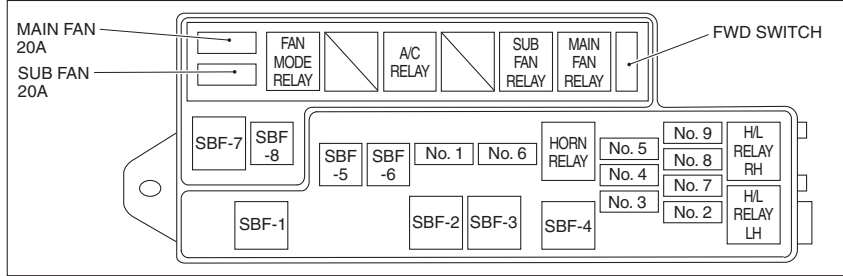 MAIN FAN
20A
SUB FAN
20A
FAN
MODE
RELAY
A/C
RELAY
SUB
FAN
RELAY
MAIN
FAN
RELAY
FWD SWITCH
SBF-7
SBF
-8
SBF
-5
SBF
-6
No. 1
No. 6
HORN
RELAY
No. 5
No. 4
No. 3
No. 9
No. 8
No. 7
No. 2
H/L
RELAY
RH
H/L
RELAY
LH
SBF-1
SBF-2
SBF-3
SBF-4